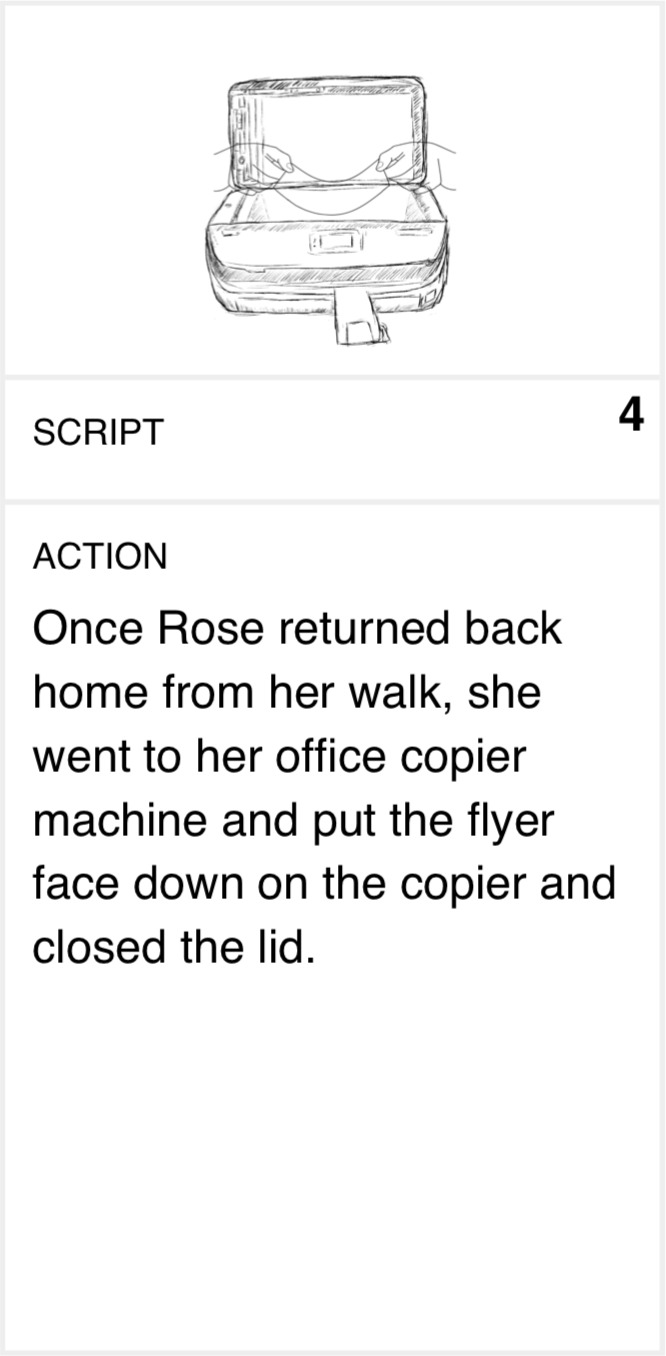 SCRIPT
4
ACTION
Once Rose returned back
home from her walk, she
went to her office copier
machine and put the flyer
face down on the copier and
closed the lid.